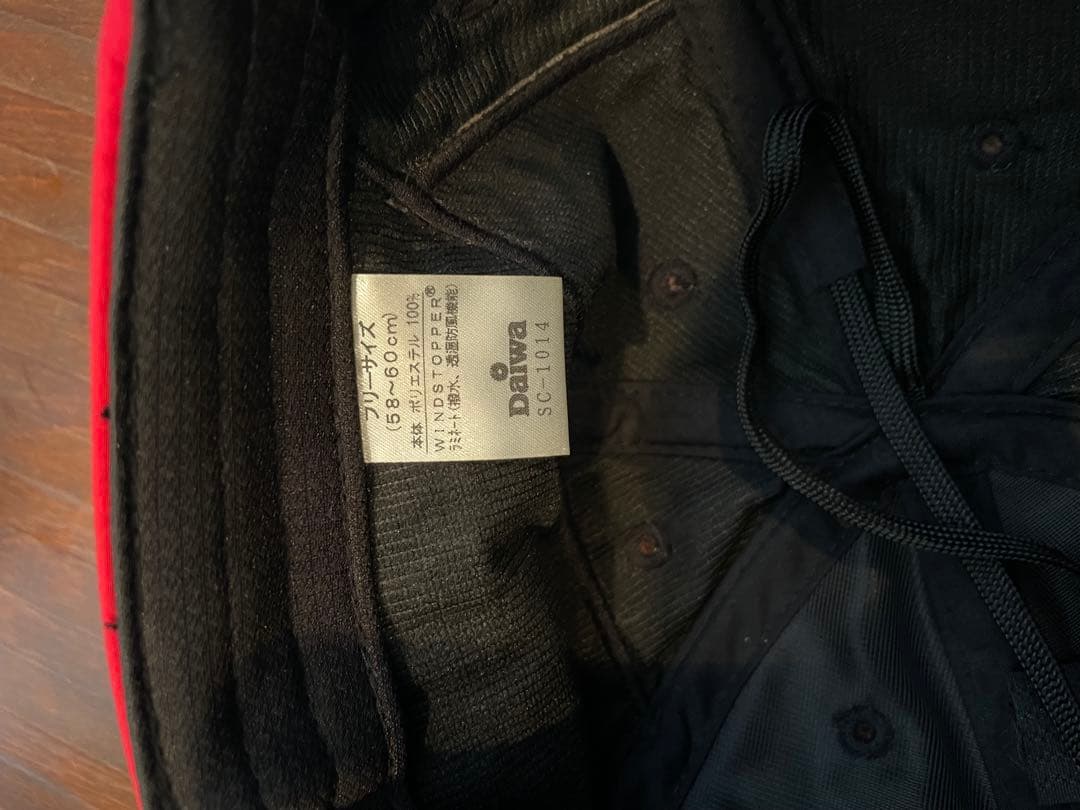 フリーサイズ
(58~60cm)
本体 ポリエステル 100%
WINDSTOPPER®
ラミネート(撥水、透湿防風機能)
Daiwa
SC-1014